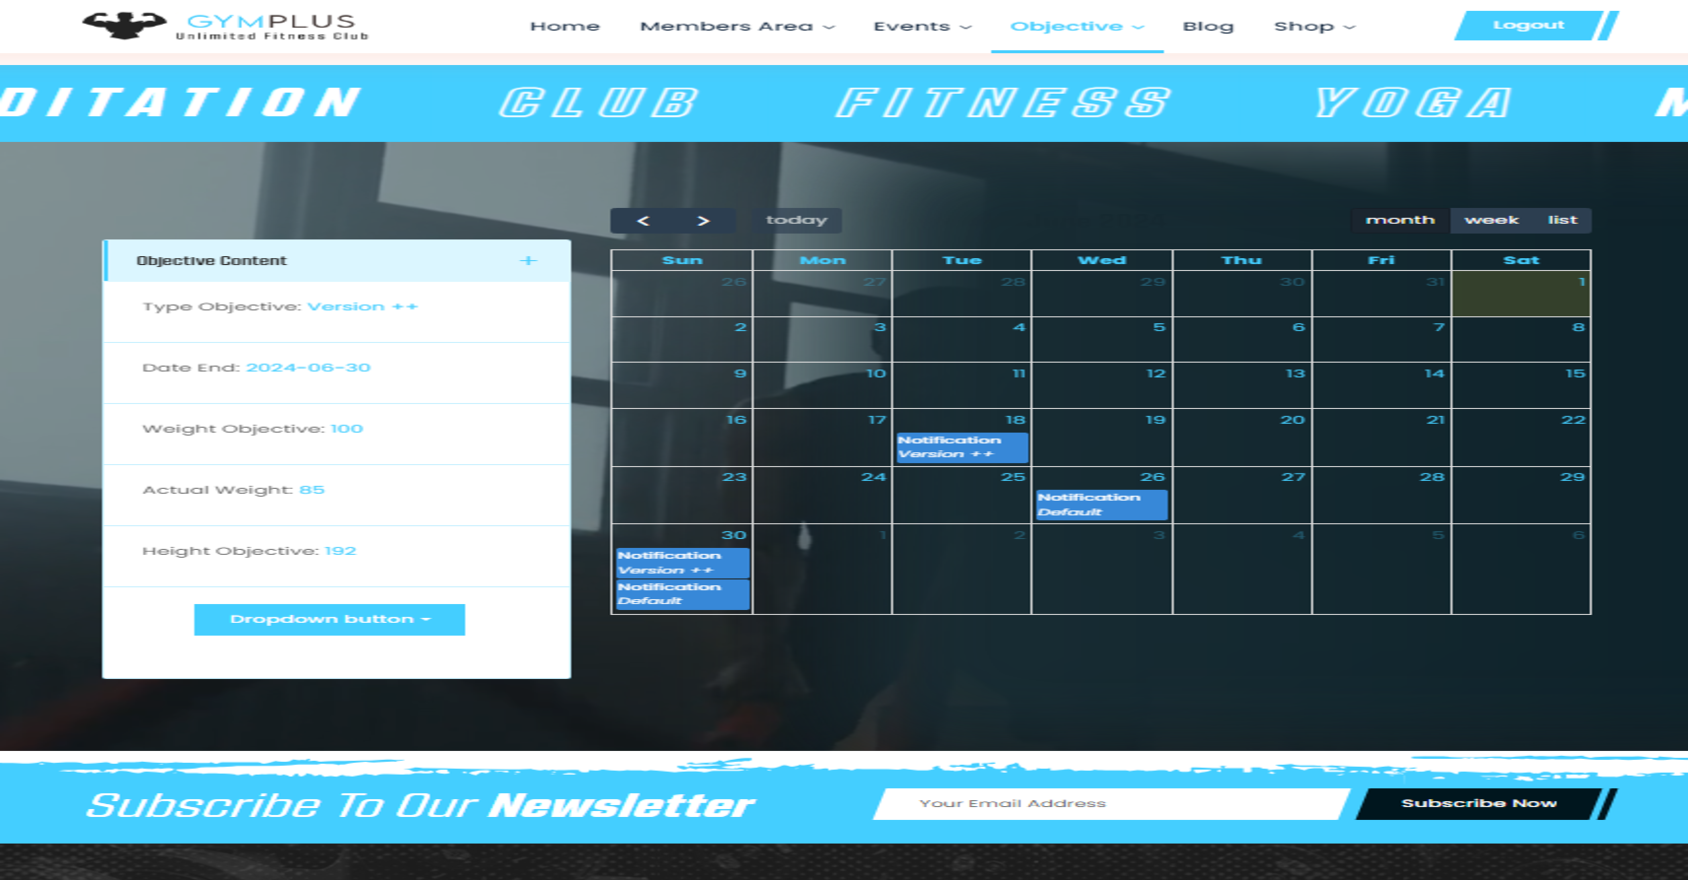 GYMPLUS
Unlimited Fitness Club
Home Members Area Events Objective Blog Shop
Logout
DITATION CLUB FITNESS YOGA M
< > today month week list
Objective Content +
Type Objective: Version ++
Date End: 2024-06-30
Weight Objective: 100
Actual Weight: 85
Height Objective: 192
Dropdown button
Sun Mon Tue Wed Thu Fri Sat
26 27 28 29 30 31 1
2 3 4 5 6 7 8
9 10 11 12 13 14 15
16 17 18 19 20 21 22
Notification
Version ++
23 24 25 26 27 28 29
Notification
Default
30 1 2 3 4 5 6
Notification
Version ++
Notification
Default
Subscribe To Our Newsletter
Your Email Address
Subscribe Now